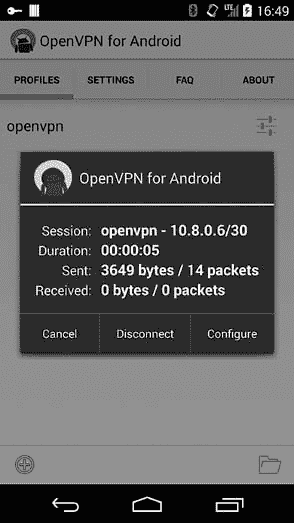 LTE 16:49
OpenVPN for Android
PROFILES SETTINGS FAQ ABOUT
openvpn
OpenVPN for Android
Session: openvpn - 10.8.0.6/30
Duration: 00:00:05
Sent: 3649 bytes / 14 packets
Received: 0 bytes / 0 packets
Cancel Disconnect Configure